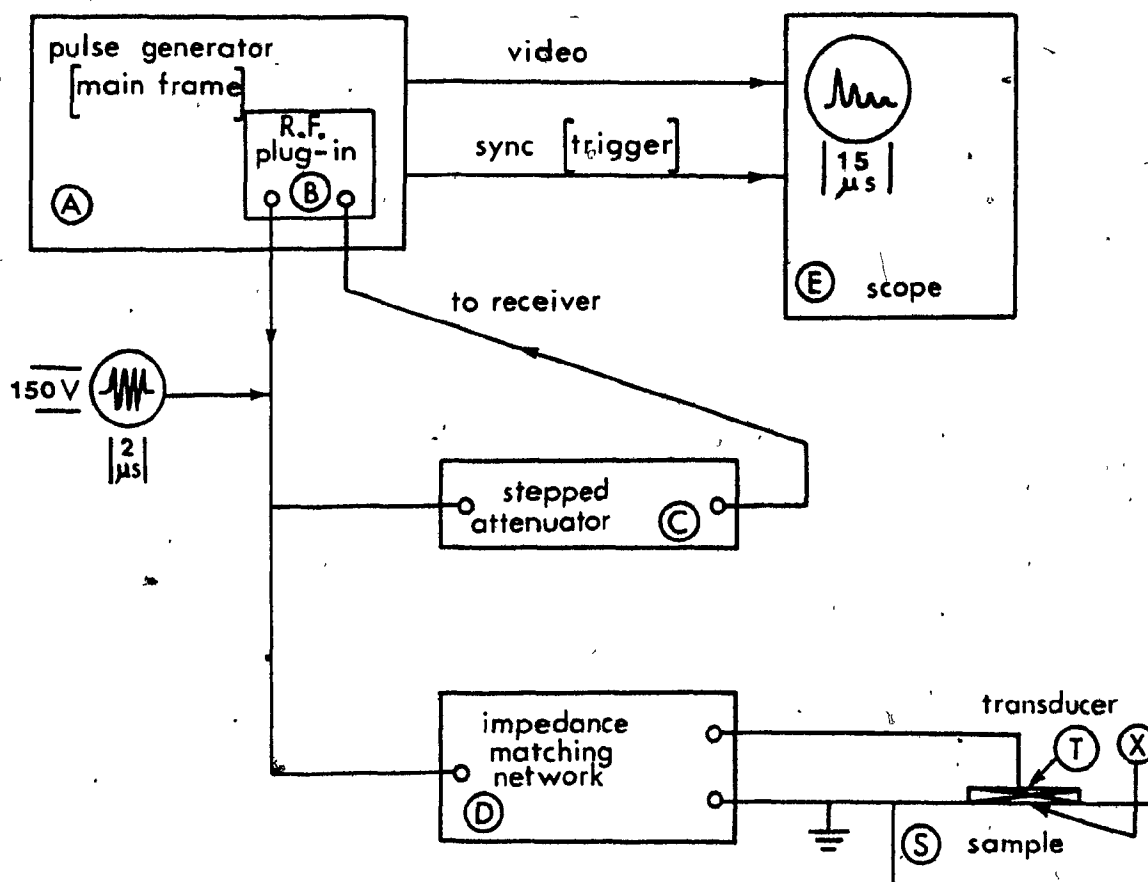 pulse generator
[main frame]
R.F.
plug-in
A
B
video
sync [trigger]
15
μs
E scope
to receiver
150V
2
μs
stepped
attenuator
C
impedance
matching
network
D
transducer
T
X
S sample